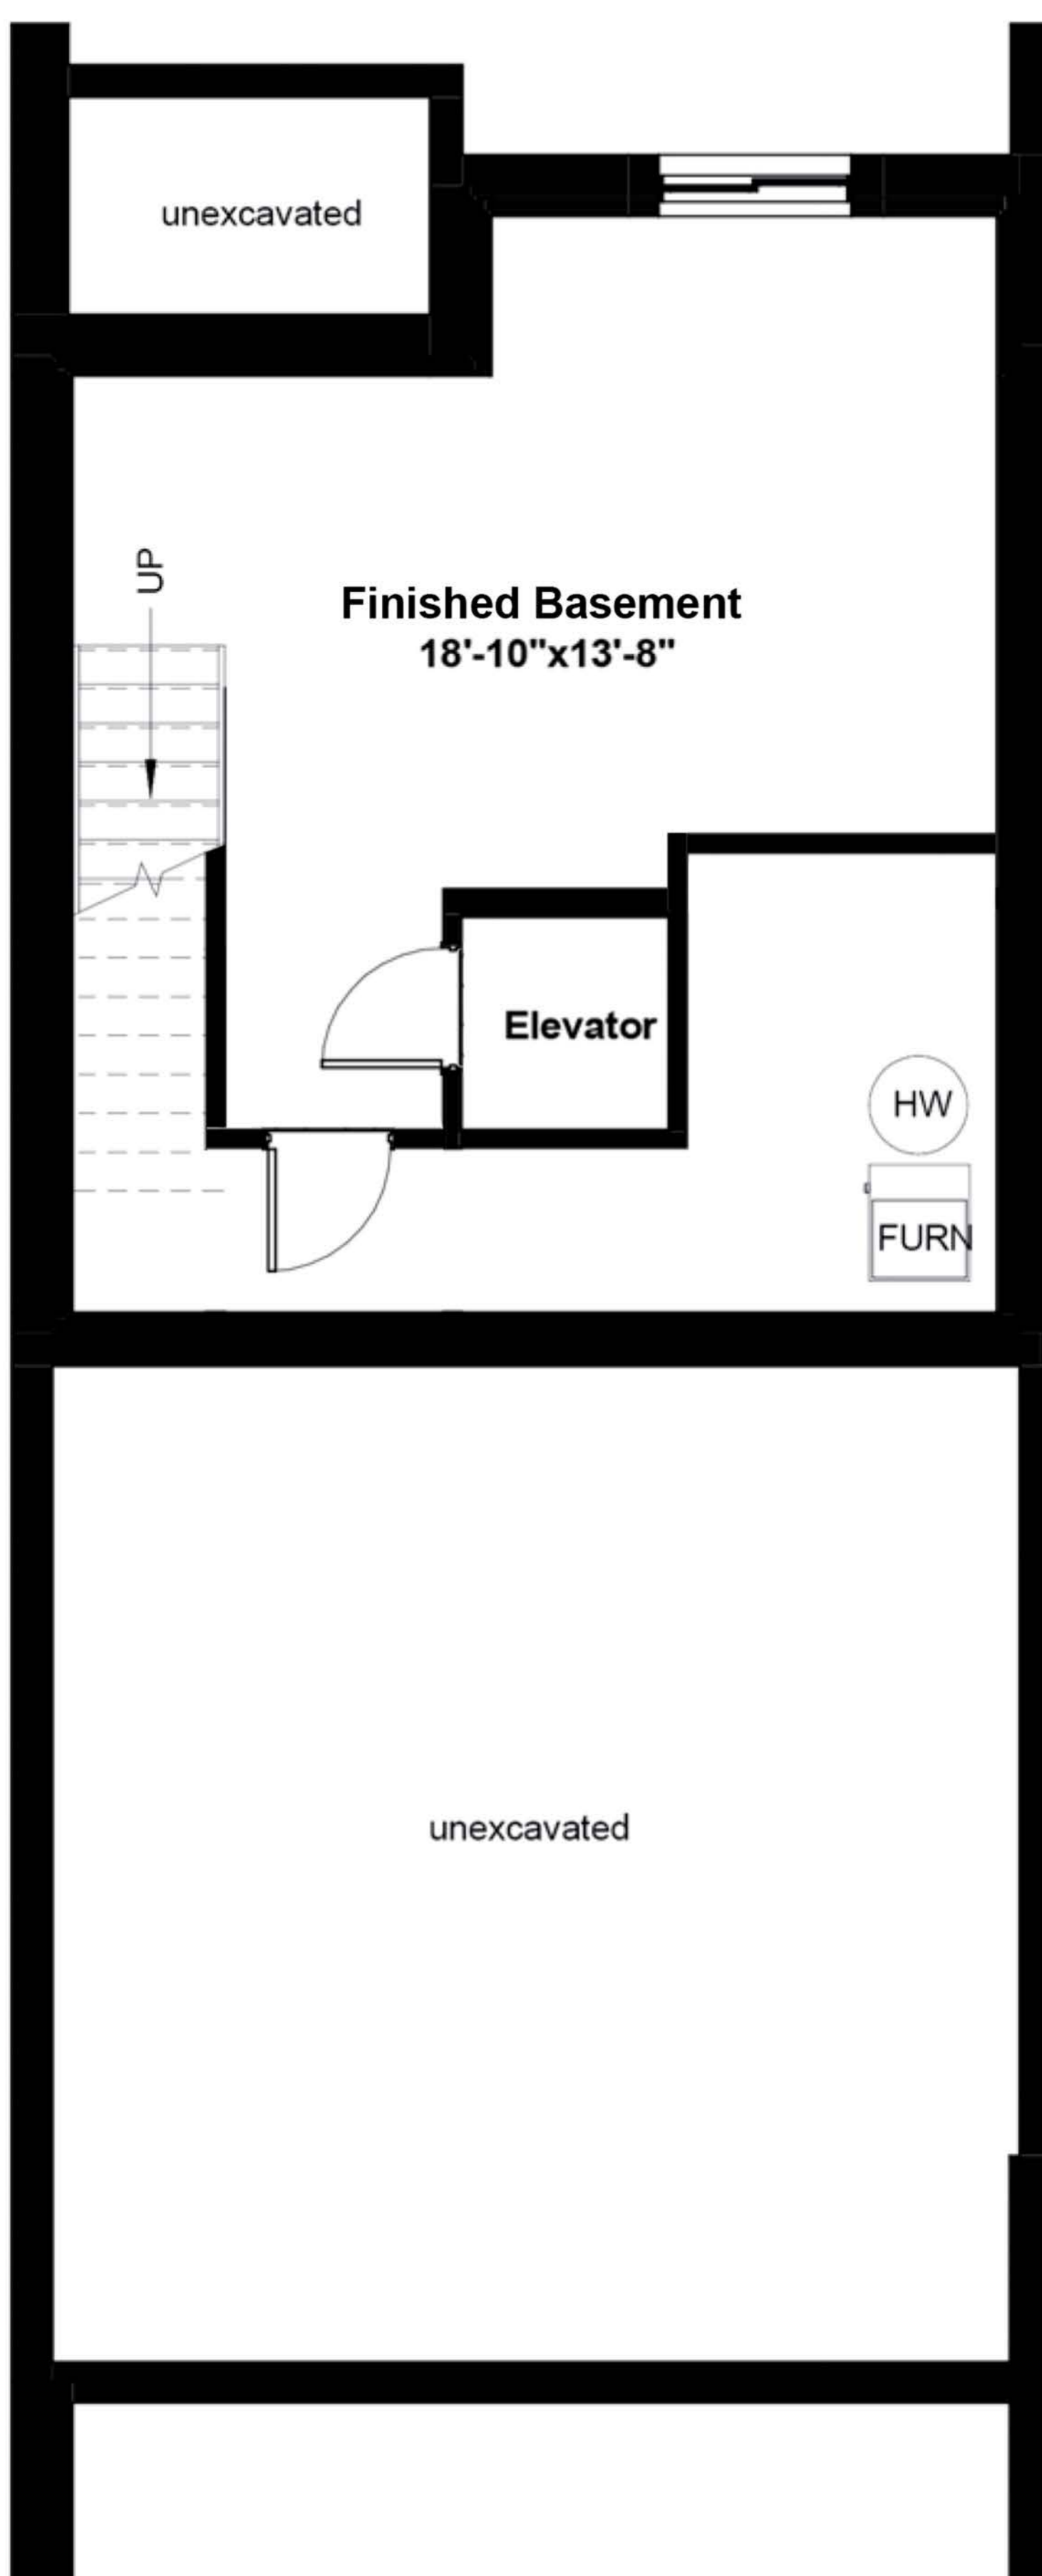 unexcavated
UP
Finished Basement
18'-10"x13'-8"
Elevator
HW
FURN
unexcavated